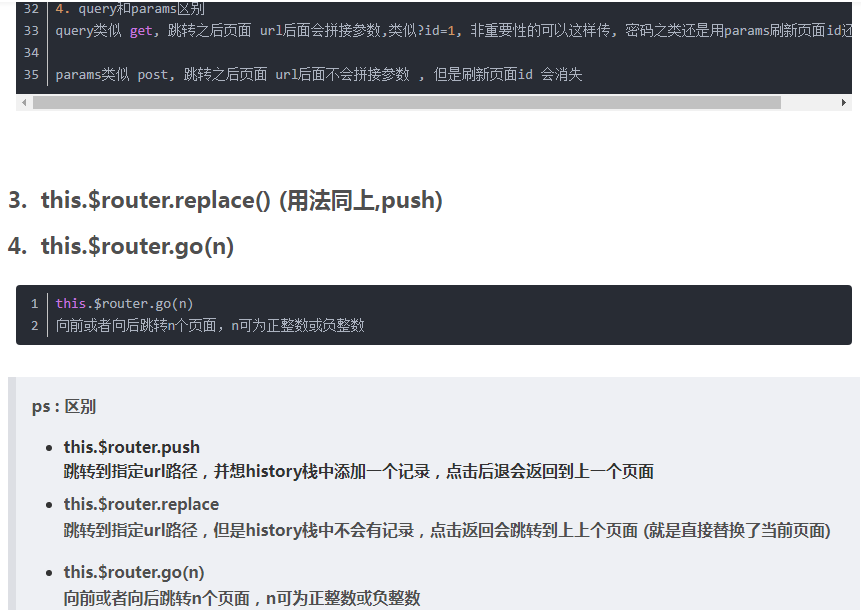 32 4. query和params区别
33 query类似 get, 跳转之后页面 url后面会拼接参数,类似?id=1, 非重要性的可以这样传, 密码之类还是用params刷新页面id还
34
35 params类似 post, 跳转之后页面 url后面不会拼接参数 , 但是刷新页面id 会消失
3. this.$router.replace() (用法同上,push)
4. this.$router.go(n)
1 this.$router.go(n)
2 向前或者向后跳转n个页面，n可为正整数或负整数
ps : 区别
• this.$router.push
跳转到指定url路径，并想history栈中添加一个记录，点击后退会返回到上一个页面
• this.$router.replace
跳转到指定url路径，但是history栈中不会有记录，点击返回会跳转到上上个页面 (就是直接替换了当前页面)
• this.$router.go(n)
向前或者向后跳转n个页面，n可为正整数或负整数